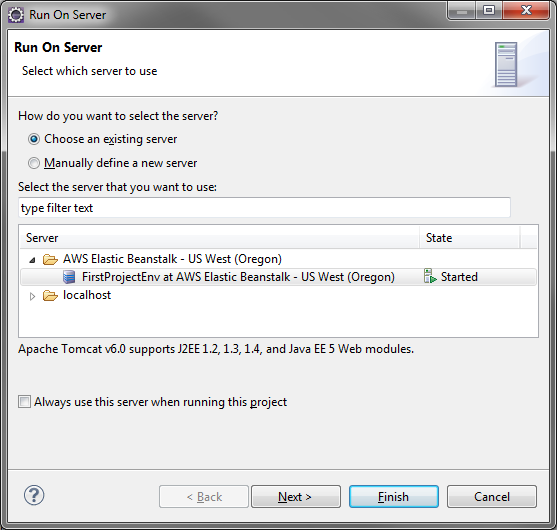 Run On Server
Run On Server
Select which server to use
How do you want to select the server?
Choose an existing server
Manually define a new server
Select the server that you want to use:
type filter text
Server State
AWS Elastic Beanstalk - US West (Oregon)
FirstProjectEnv at AWS Elastic Beanstalk - US West (Oregon) Started
localhost
Apache Tomcat v6.0 supports J2EE 1.2, 1.3, 1.4, and Java EE 5 Web modules.
Always use this server when running this project
? < Back Next > Finish Cancel